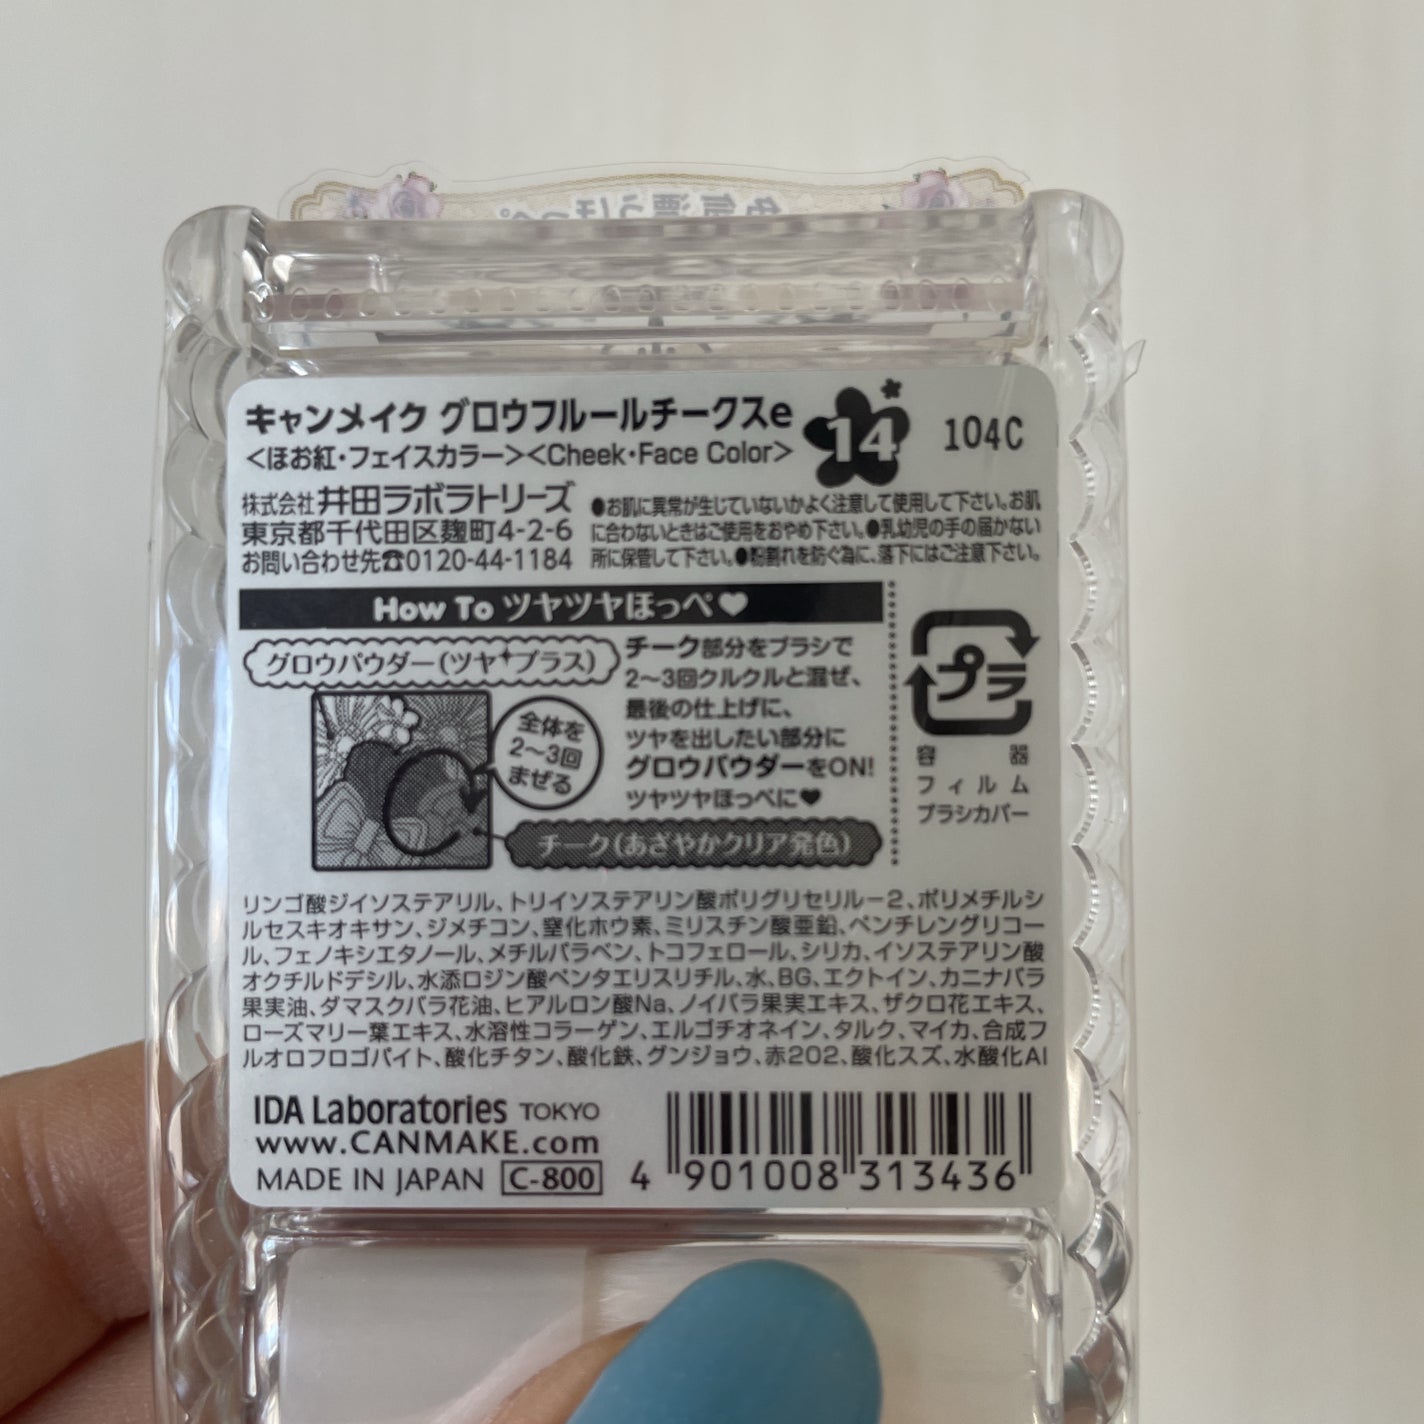 色気漂うほっぺ
キャンメイク グロウフルールチークスe
<ほお紅・フェイスカラー><Cheek・Face Color>
14
104C
株式会社 井田ラボラトリーズ
東京都千代田区麹町4-2-6
お問い合わせ先☎0120-44-1184
●お肌に異常が生じていないかよく注意して使用して下さい。お肌
に合わないときはご使用をおやめ下さい。●乳幼児の手の届かない
所に保管して下さい。●粉割れを防ぐ為に、落下にはご注意下さい。
How To ツヤツヤほっぺ♥
グロウパウダー(ツヤ✦プラス)
全体を
2〜3回
まぜる
チーク(あざやかクリア発色)
チーク部分をブラシで
2〜3回クルクルと混ぜ、
最後の仕上げに、
ツヤを出したい部分に
グロウパウダーをON!
ツヤツヤほっぺに♥
プラ
容器
フィルム
ブラシカバー
リンゴ酸ジイソステアリル、トリイソステアリン酸ポリグリセリル－2、ポリメチルシ
ルセスキオキサン、ジメチコン、窒化ホウ素、ミリスチン酸亜鉛、ペンチレングリコー
ル、フェノキシエタノール、メチルパラベン、トコフェロール、シリカ、イソステアリン酸
オクチルドデシル、水添ロジン酸ペンタエリスリチル、水、BG、エクトイン、カニナバラ
果実油、ダマスクバラ花油、ヒアルロン酸Na、ノイバラ果実エキス、ザクロ花エキス、
ローズマリー葉エキス、水溶性コラーゲン、エルゴチオネイン、タルク、マイカ、合成フ
ルオロフロゴパイト、酸化チタン、酸化鉄、グンジョウ、赤202、酸化スズ、水酸化Al
IDA Laboratories TOKYO
www.CANMAKE.com
MADE IN JAPAN C-800
4 901008 313436